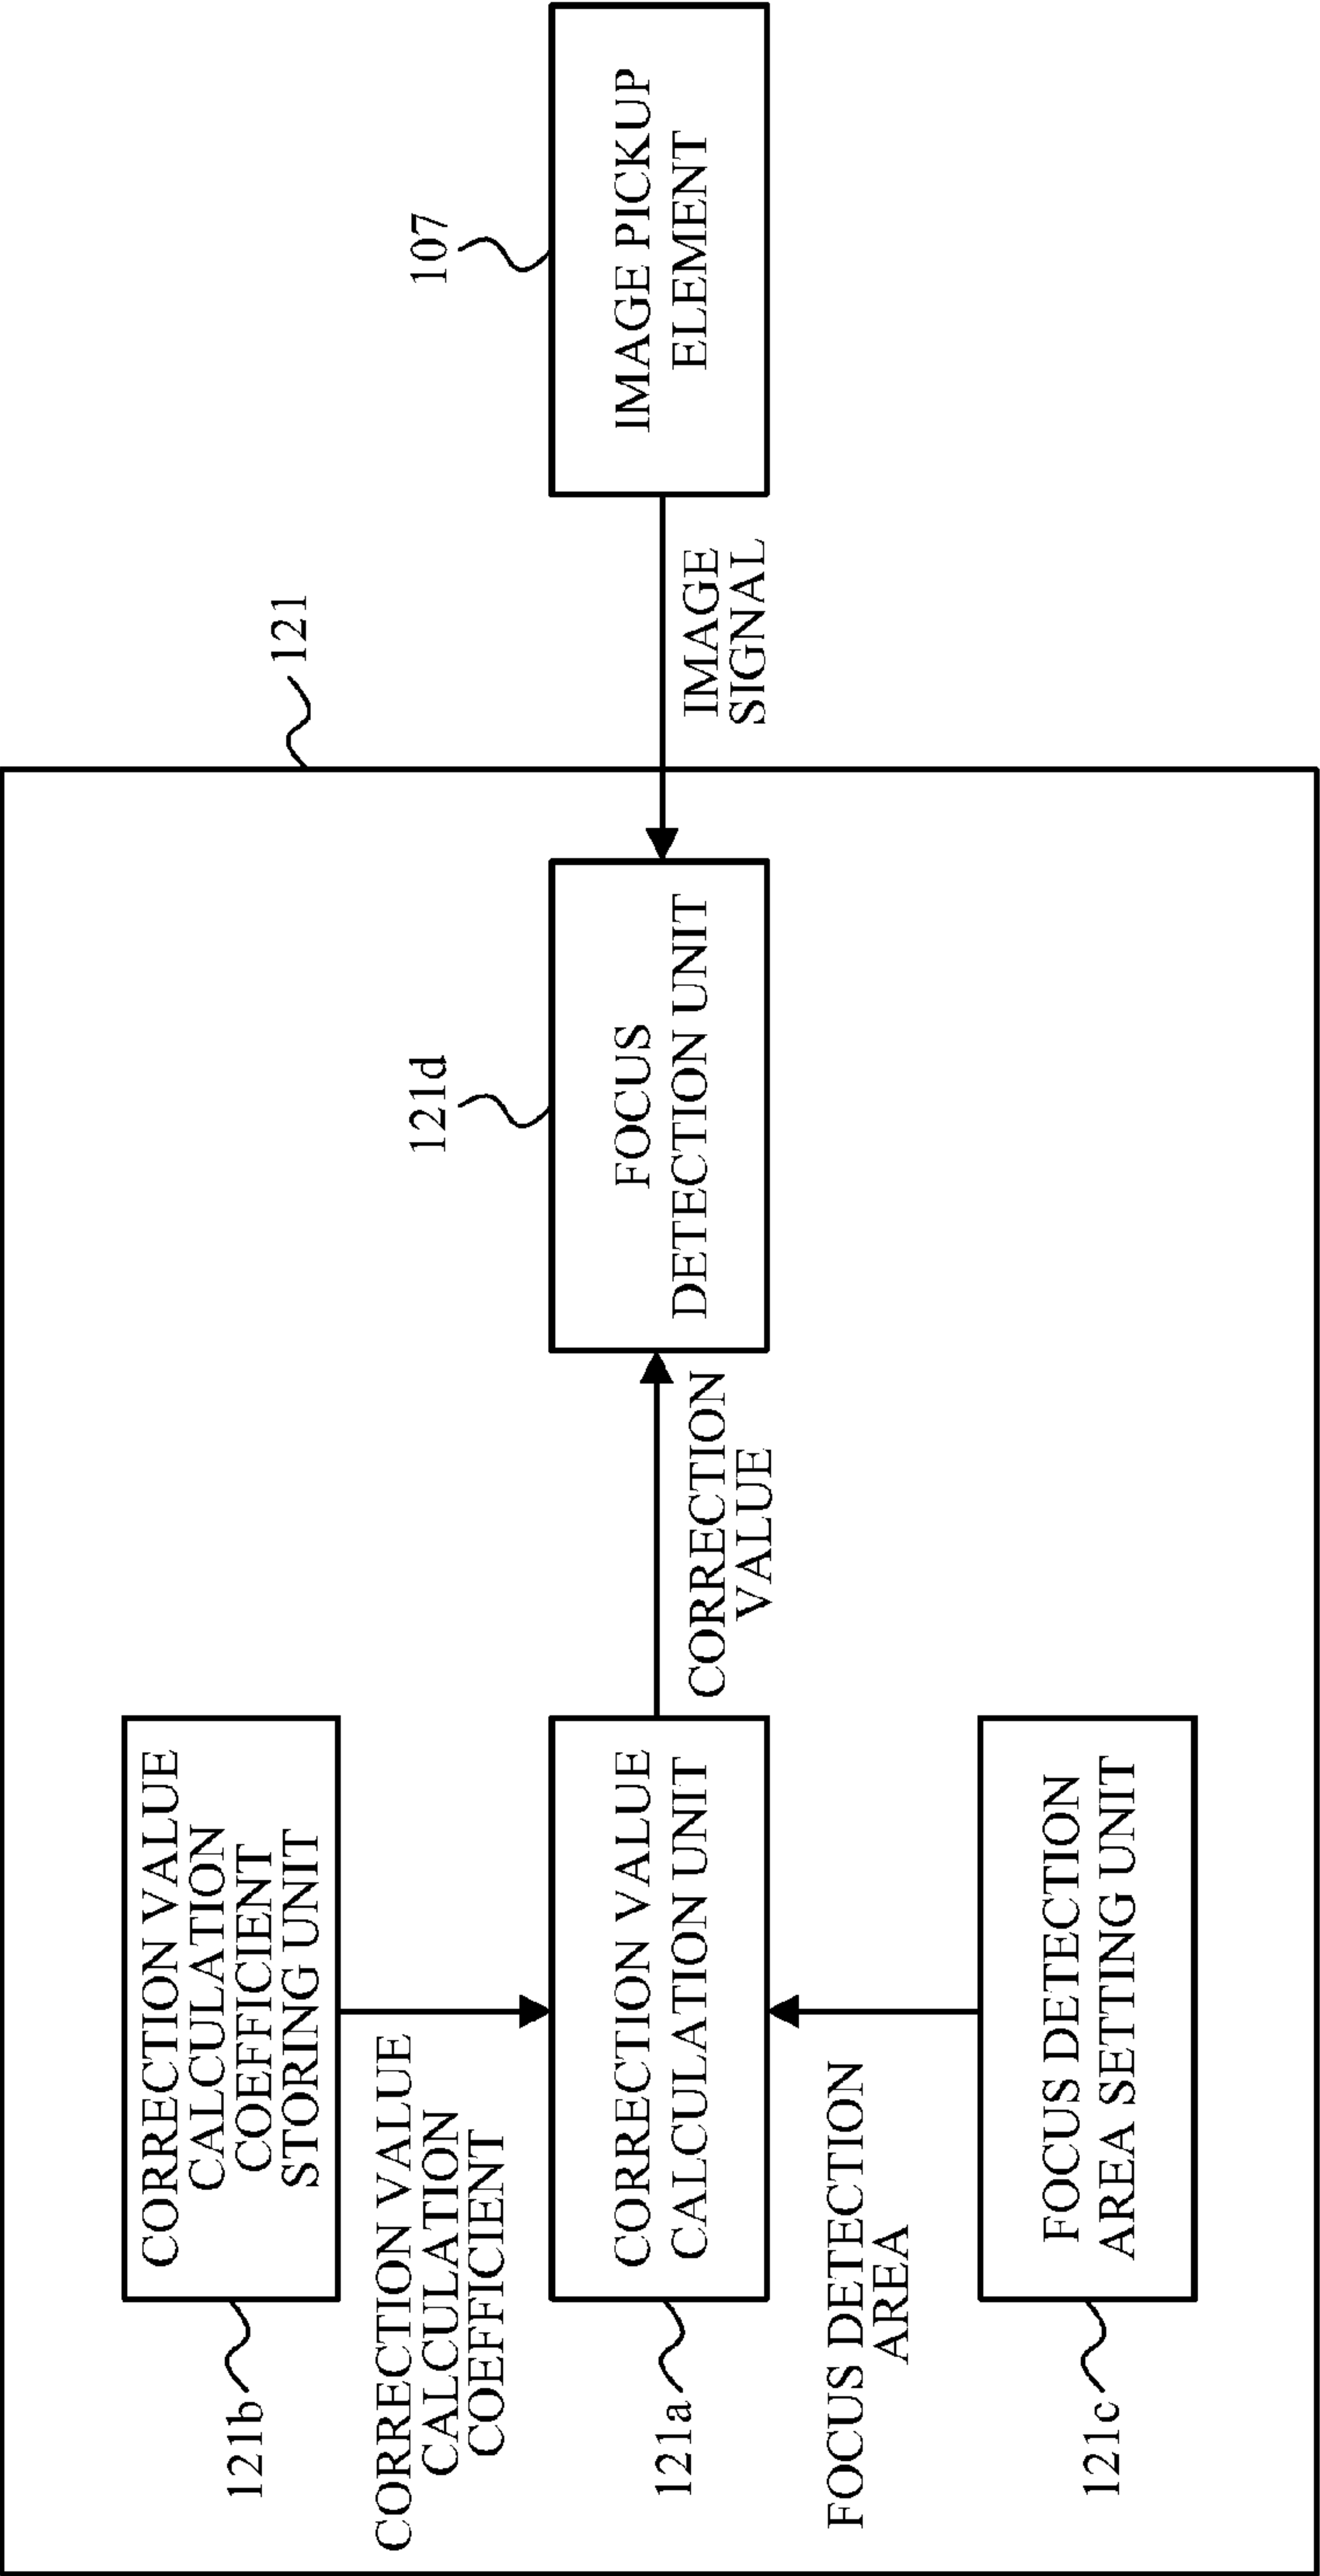 121
121b
CORRECTION VALUE
CALCULATION
COEFFICIENT
STORING UNIT
CORRECTION VALUE
CALCULATION
COEFFICIENT
121a
CORRECTION VALUE
CALCULATION UNIT
CORRECTION
VALUE
121d
FOCUS
DETECTION UNIT
IMAGE
SIGNAL
107
IMAGE PICKUP
ELEMENT
FOCUS DETECTION
AREA
121c
FOCUS DETECTION
AREA SETTING UNIT